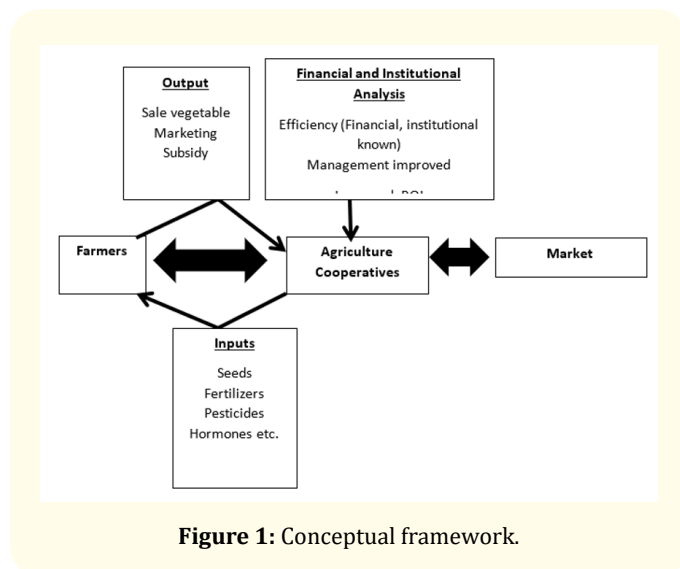 Output
Sale vegetable
Marketing
Subsidy
Financial and Institutional
Analysis
Efficiency (Financial, institutional
known)
Management improved
Farmers
Agriculture
Cooperatives
Market
Inputs
Seeds
Fertilizers
Pesticides
Hormones etc.
Figure 1: Conceptual framework.